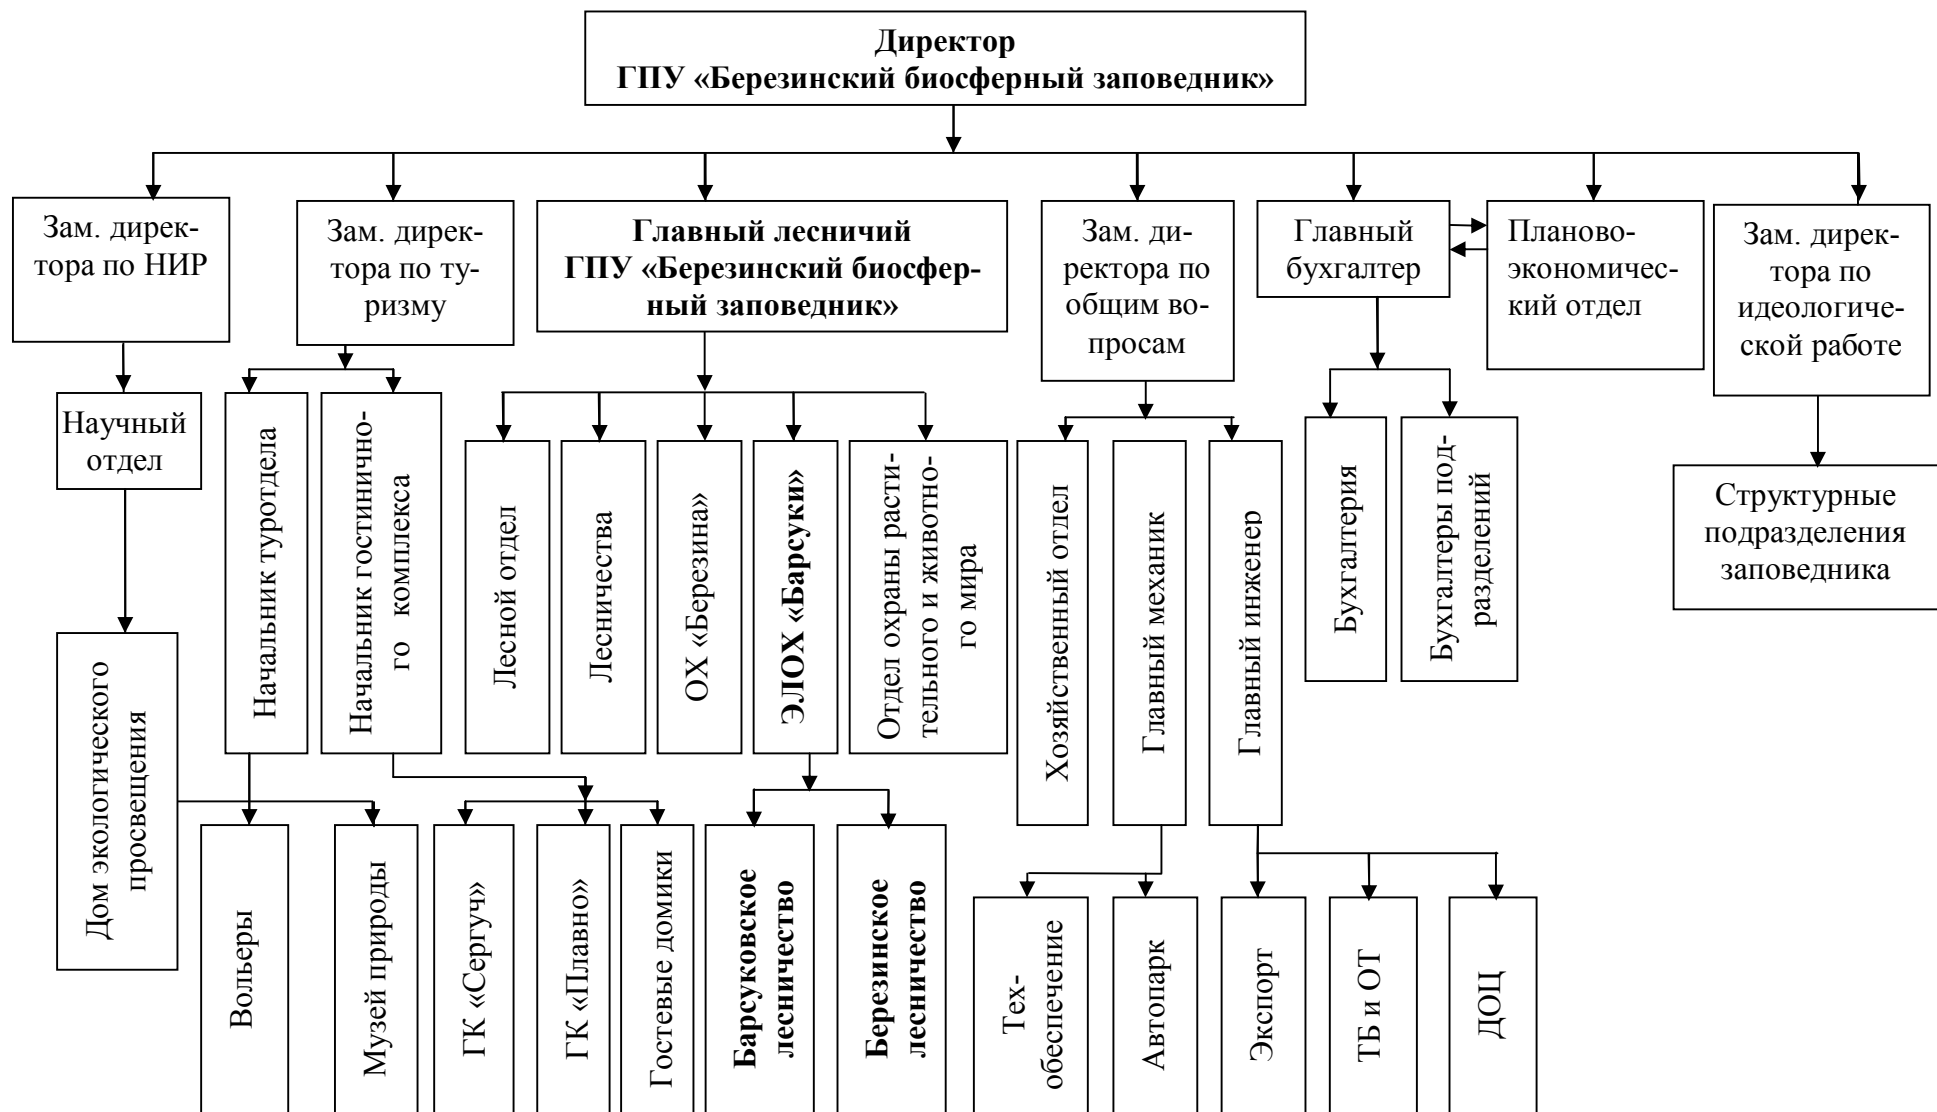 Директор
ГПУ «Березинский биосферный заповедник»
Зам. дирек-
тора по НИР
Зам. дирек-
тора по ту-
ризму
Главный лесничий
ГПУ «Березинский биосфер-
ный заповедник»
Зам. ди-
ректора по
общим во-
просам
Главный
бухгалтер
Планово-
экономичес-
кий отдел
Зам. дирек-
тора по
идеологиче-
ской работе
Научный
отдел
Начальник туротдела
Начальник гостинично-
го комплекса
Лесной отдел
Лесничества
ОХ «Березина»
ЭЛОХ «Барсуки»
Отдел охраны расти-
тельного и животно-
го мира
Хозяйственный отдел
Главный механик
Главный инженер
Бухгалтерия
Бухгалтеры под-
разделений
Структурные
подразделения
заповедника
Дом экологического
просвещения
Вольеры
Музей природы
ГК «Сергуч»
ГК «Плавно»
Гостевые домики
Барсуковское
лесничество
Березинское
лесничество
Тех-
обеспечение
Автопарк
Экспорт
ТБ и ОТ
ДОЦ